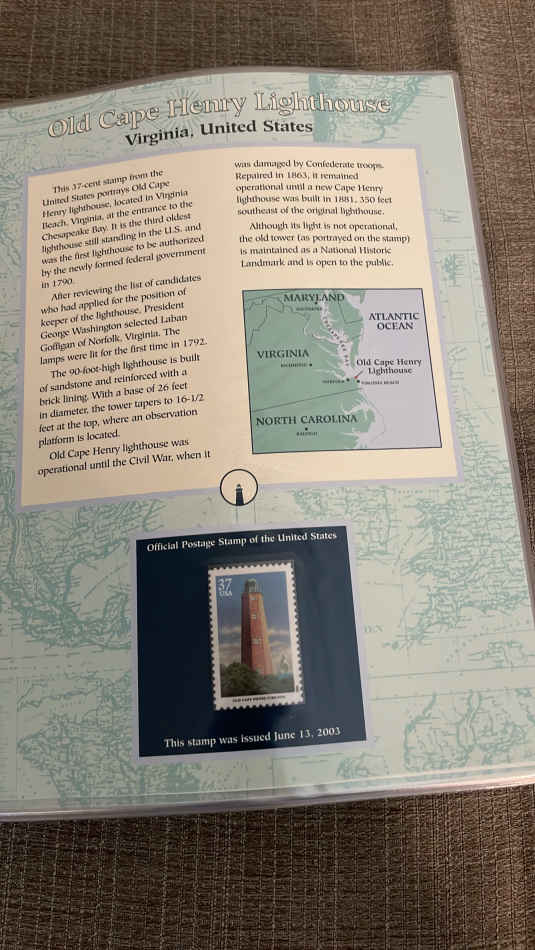 Old Cape Henry Lighthouse
Virginia, United States
This 37-cent stamp from the
United States portrays Old Cape
Henry lighthouse, located in Virginia
Beach, Virginia, at the entrance to the
Chesapeake Bay. It is the third oldest
lighthouse still standing in the U.S. and
was the first lighthouse to be authorized
by the newly formed federal government
in 1790.
After reviewing the list of candidates
who had applied for the position of
keeper of the lighthouse, President
George Washington selected Laban
Goffigan of Norfolk, Virginia. The
lamps were lit for the first time in 1792.
The 90-foot-high lighthouse is built
of sandstone and reinforced with a
brick lining. With a base of 26 feet
in diameter, the tower tapers to 16-1/2
feet at the top, where an observation
platform is located.
Old Cape Henry lighthouse was
operational until the Civil War, when it
was damaged by Confederate troops.
Repaired in 1863, it remained
operational until a new Cape Henry
lighthouse was built in 1881, 350 feet
southeast of the original lighthouse.
Although its light is not operational,
the old tower (as portrayed on the stamp)
is maintained as a National Historic
Landmark and is open to the public.
MARYLAND
ATLANTIC
OCEAN
VIRGINIA
RICHMOND
Old Cape Henry
Lighthouse
NORFOLK
VIRGINIA BEACH
NORTH CAROLINA
RALEIGH
Official Postage Stamp of the United States
37
USA
OLD CAPE HENRY, VIRGINIA
This stamp was issued June 13, 2003